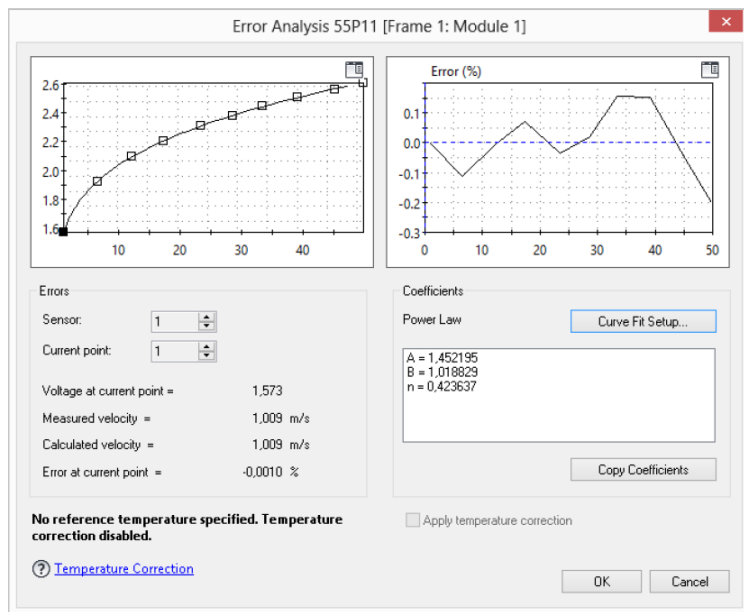 Error Analysis 55P11 [Frame 1: Module 1]
2.6
2.4
2.2
2.0
1.8
1.6
10
20
30
40
Error (%)
0.1
0.0
-0.1
-0.2
-0.3
0
10
20
30
40
50
Errors
Sensor: 1
Current point: 1
Voltage at current point = 1,573
Measured velocity = 1,009 m/s
Calculated velocity = 1,009 m/s
Error at current point = -0,0010 %
Coefficients
Power Law
Curve Fit Setup...
A = 1,452195
B = 1,018829
n = 0,423637
Copy Coefficients
No reference temperature specified. Temperature
correction disabled.
Apply temperature correction
? Temperature Correction
OK
Cancel